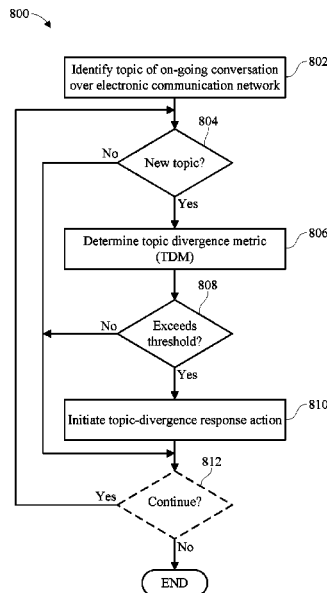 800
Identify topic of on-going conversation
over electronic communication network
802
804
New topic?
No
Yes
Determine topic divergence metric
(TDM)
806
808
Exceeds
threshold?
No
Yes
Initiate topic-divergence response action
810
812
Continue?
Yes
No
END